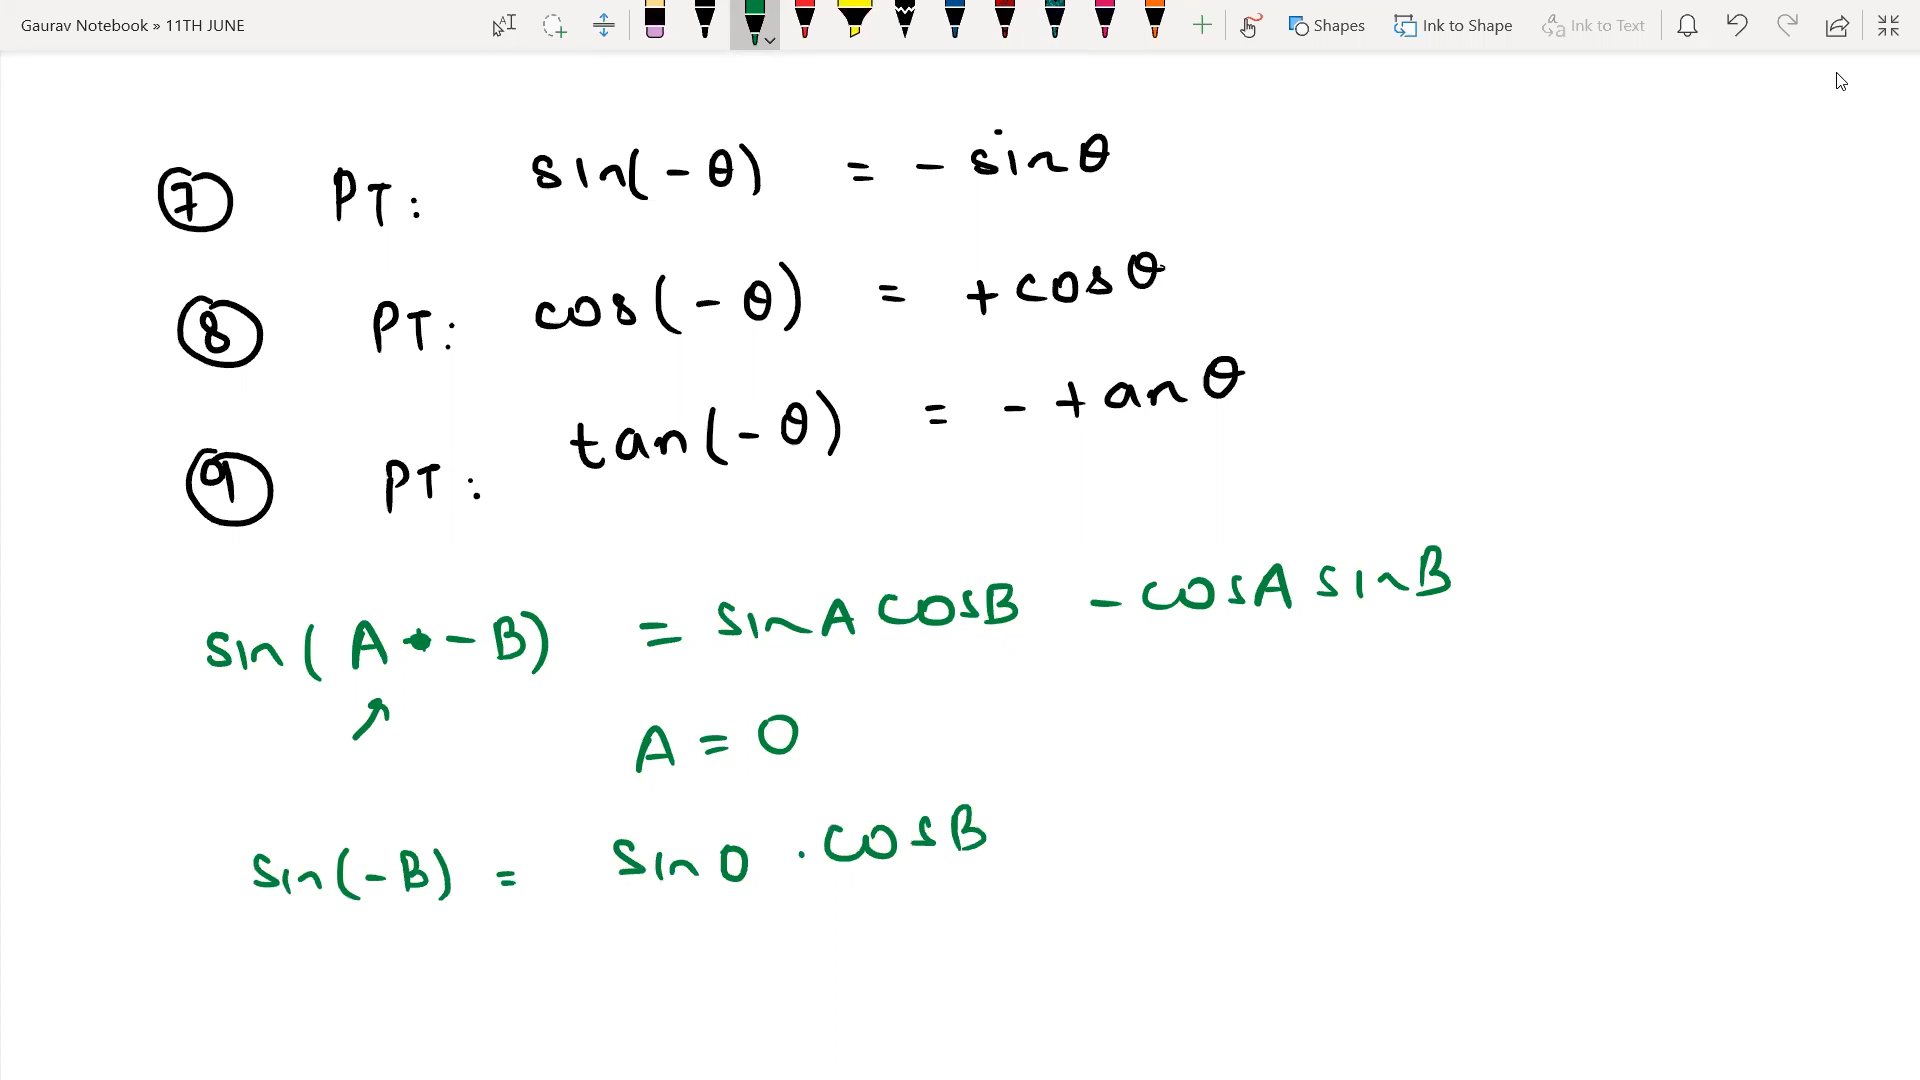 Gaurav Notebook » 11TH JUNE Shapes Ink to Shape Ink to Text
7 PT: sin(-θ) = - sinθ
8 PT: cos(-θ) = +cosθ
9 PT: tan(-θ) = - tanθ
sin(A - B) = sinA cosB - cosA sinB
A = 0
sin(-B) = sin0 . cosB